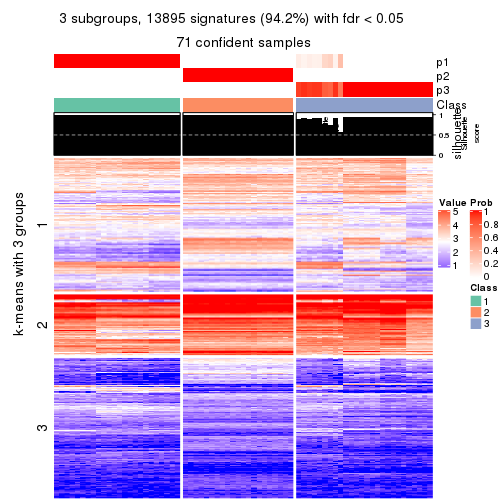 3 subgroups, 13895 signatures (94.2%) with fdr < 0.05
71 confident samples
p1
p2
p3
Class
1
0.5
0
silhouette
Silhouette
score
k-means with 3 groups
1
2
3
Value
5
4
3
2
1
Prob
1
0.8
0.6
0.4
0.2
0
Class
1
2
3